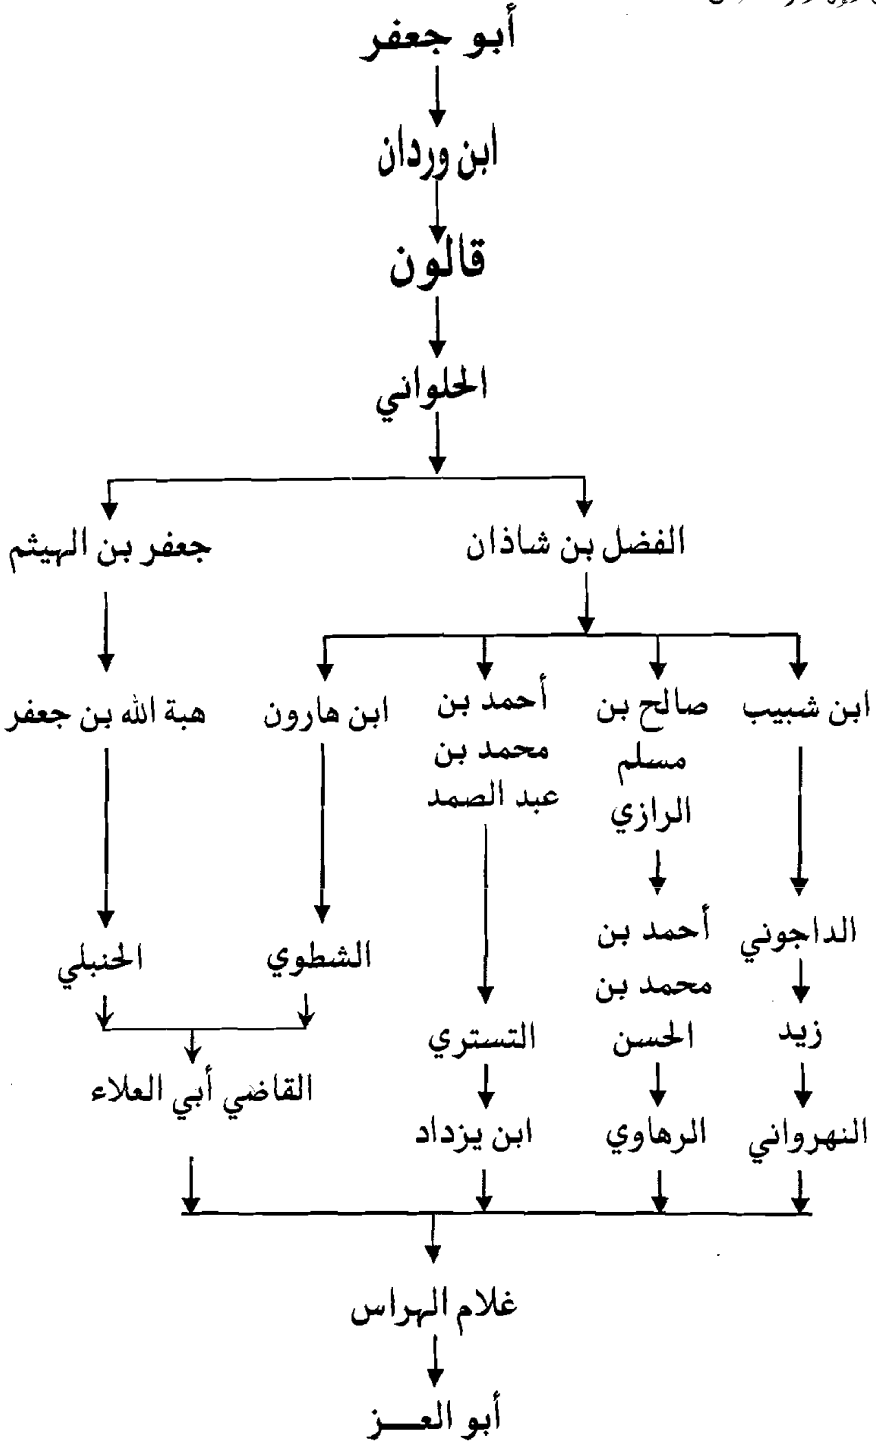 أبو جعفر
ابن وردان
قالون
الحلواني
الفضل بن شاذان
جعفر بن الهيثم
ابن شبيب
صالح بن
مسلم
الرازي
أحمد بن
محمد بن
عبد الصمد
ابن هارون
هبة الله بن جعفر
الداجوني
أحمد بن
محمد بن
الحسن
الشطوي
الحنبلي
زيد
التستري
القاضي أبي العلاء
النهرواني
الرهاوي
ابن يزداد
غلام الهراس
أبو العـــز